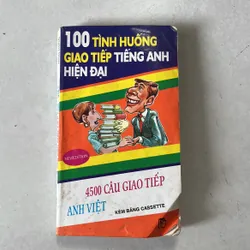 100 TÌNH HUỐNG
GIAO TIẾP TIẾNG ANH
HIỆN ĐẠI
4500 CÂU GIAO TIẾP
ANH VIỆT
KÈM BĂNG CASSETTE